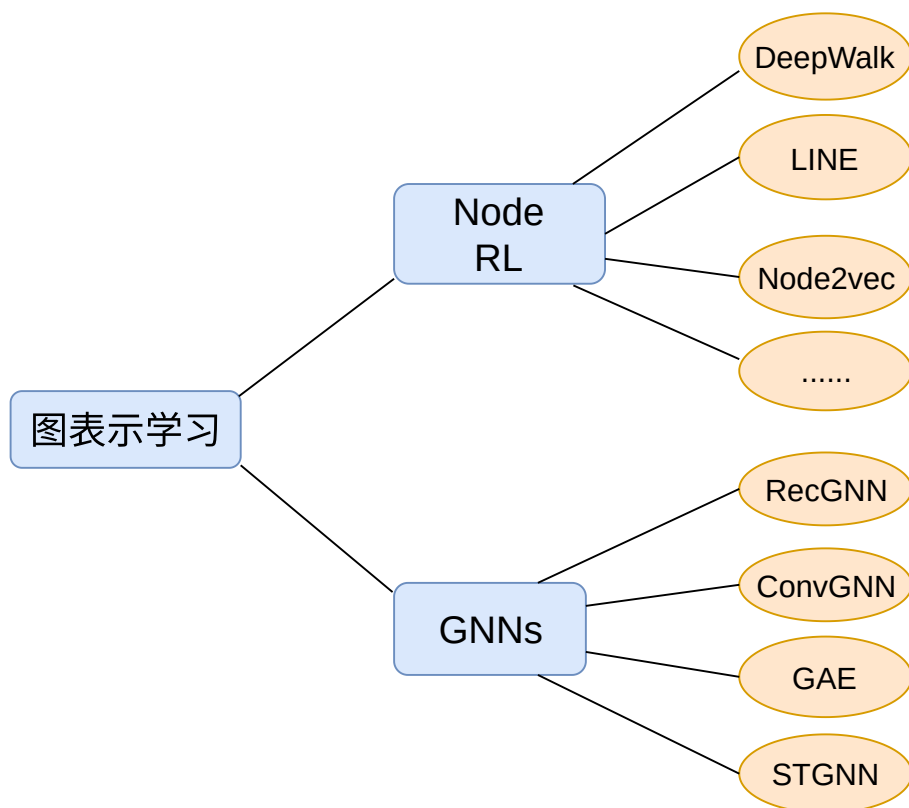 图表示学习
Node
RL
DeepWalk
LINE
Node2vec
......
GNNs
RecGNN
ConvGNN
GAE
STGNN